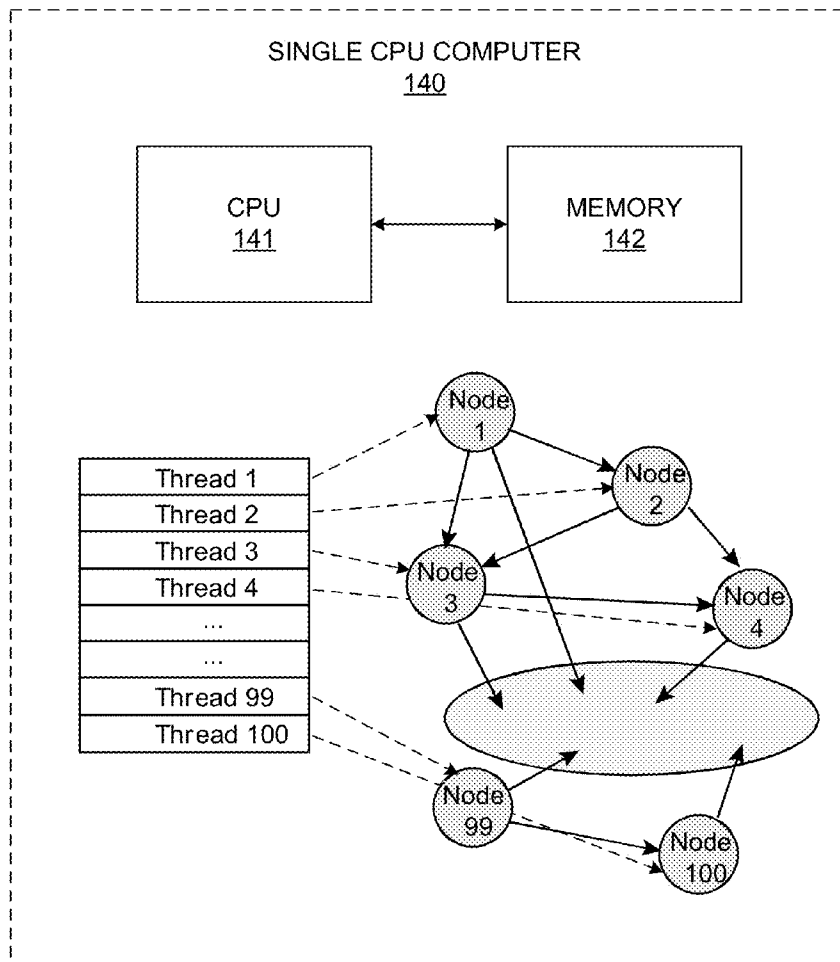 SINGLE CPU COMPUTER
140
CPU
141
MEMORY
142
Thread 1
Thread 2
Thread 3
Thread 4
...
...
Thread 99
Thread 100
Node
1
Node
2
Node
3
Node
4
Node
99
Node
100